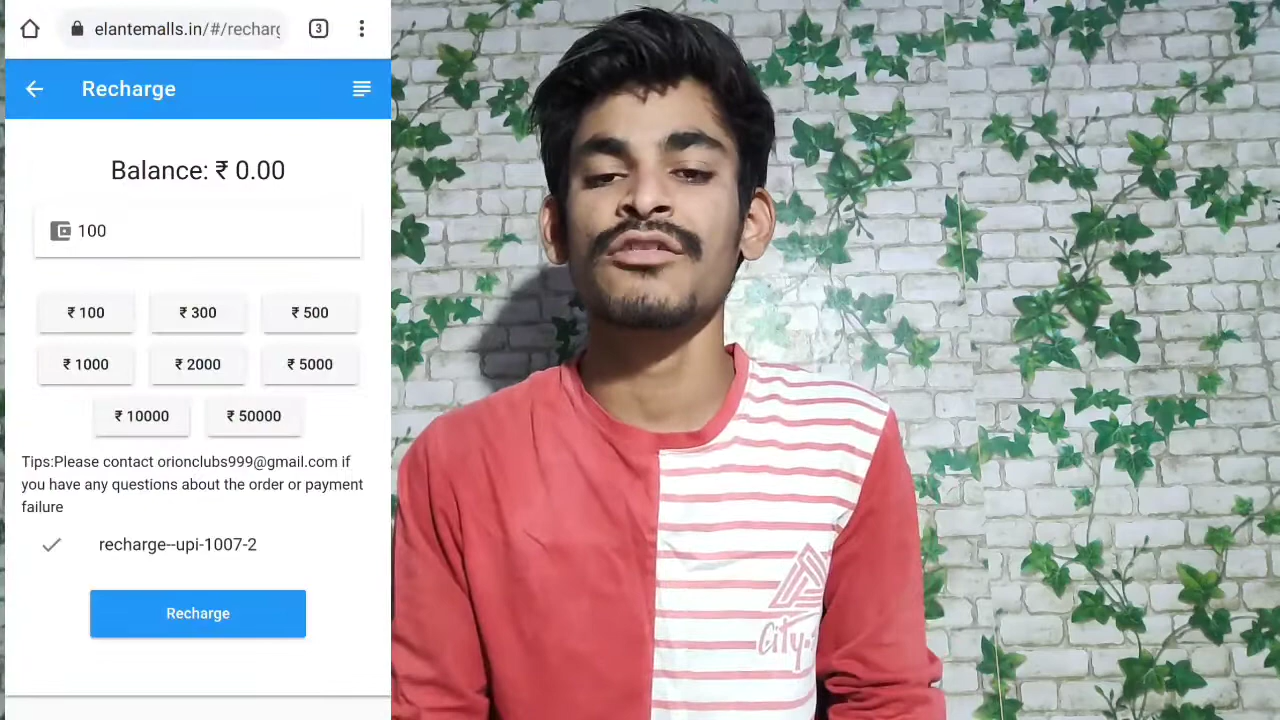 elantemalls.in/#/recharg
3
Recharge
Balance: ₹ 0.00
100
₹ 100
₹ 300
₹ 500
₹ 1000
₹ 2000
₹ 5000
₹ 10000
₹ 50000
Tips:Please contact orionclubs999@gmail.com if
you have any questions about the order or payment
failure
recharge--upi-1007-2
Recharge
City